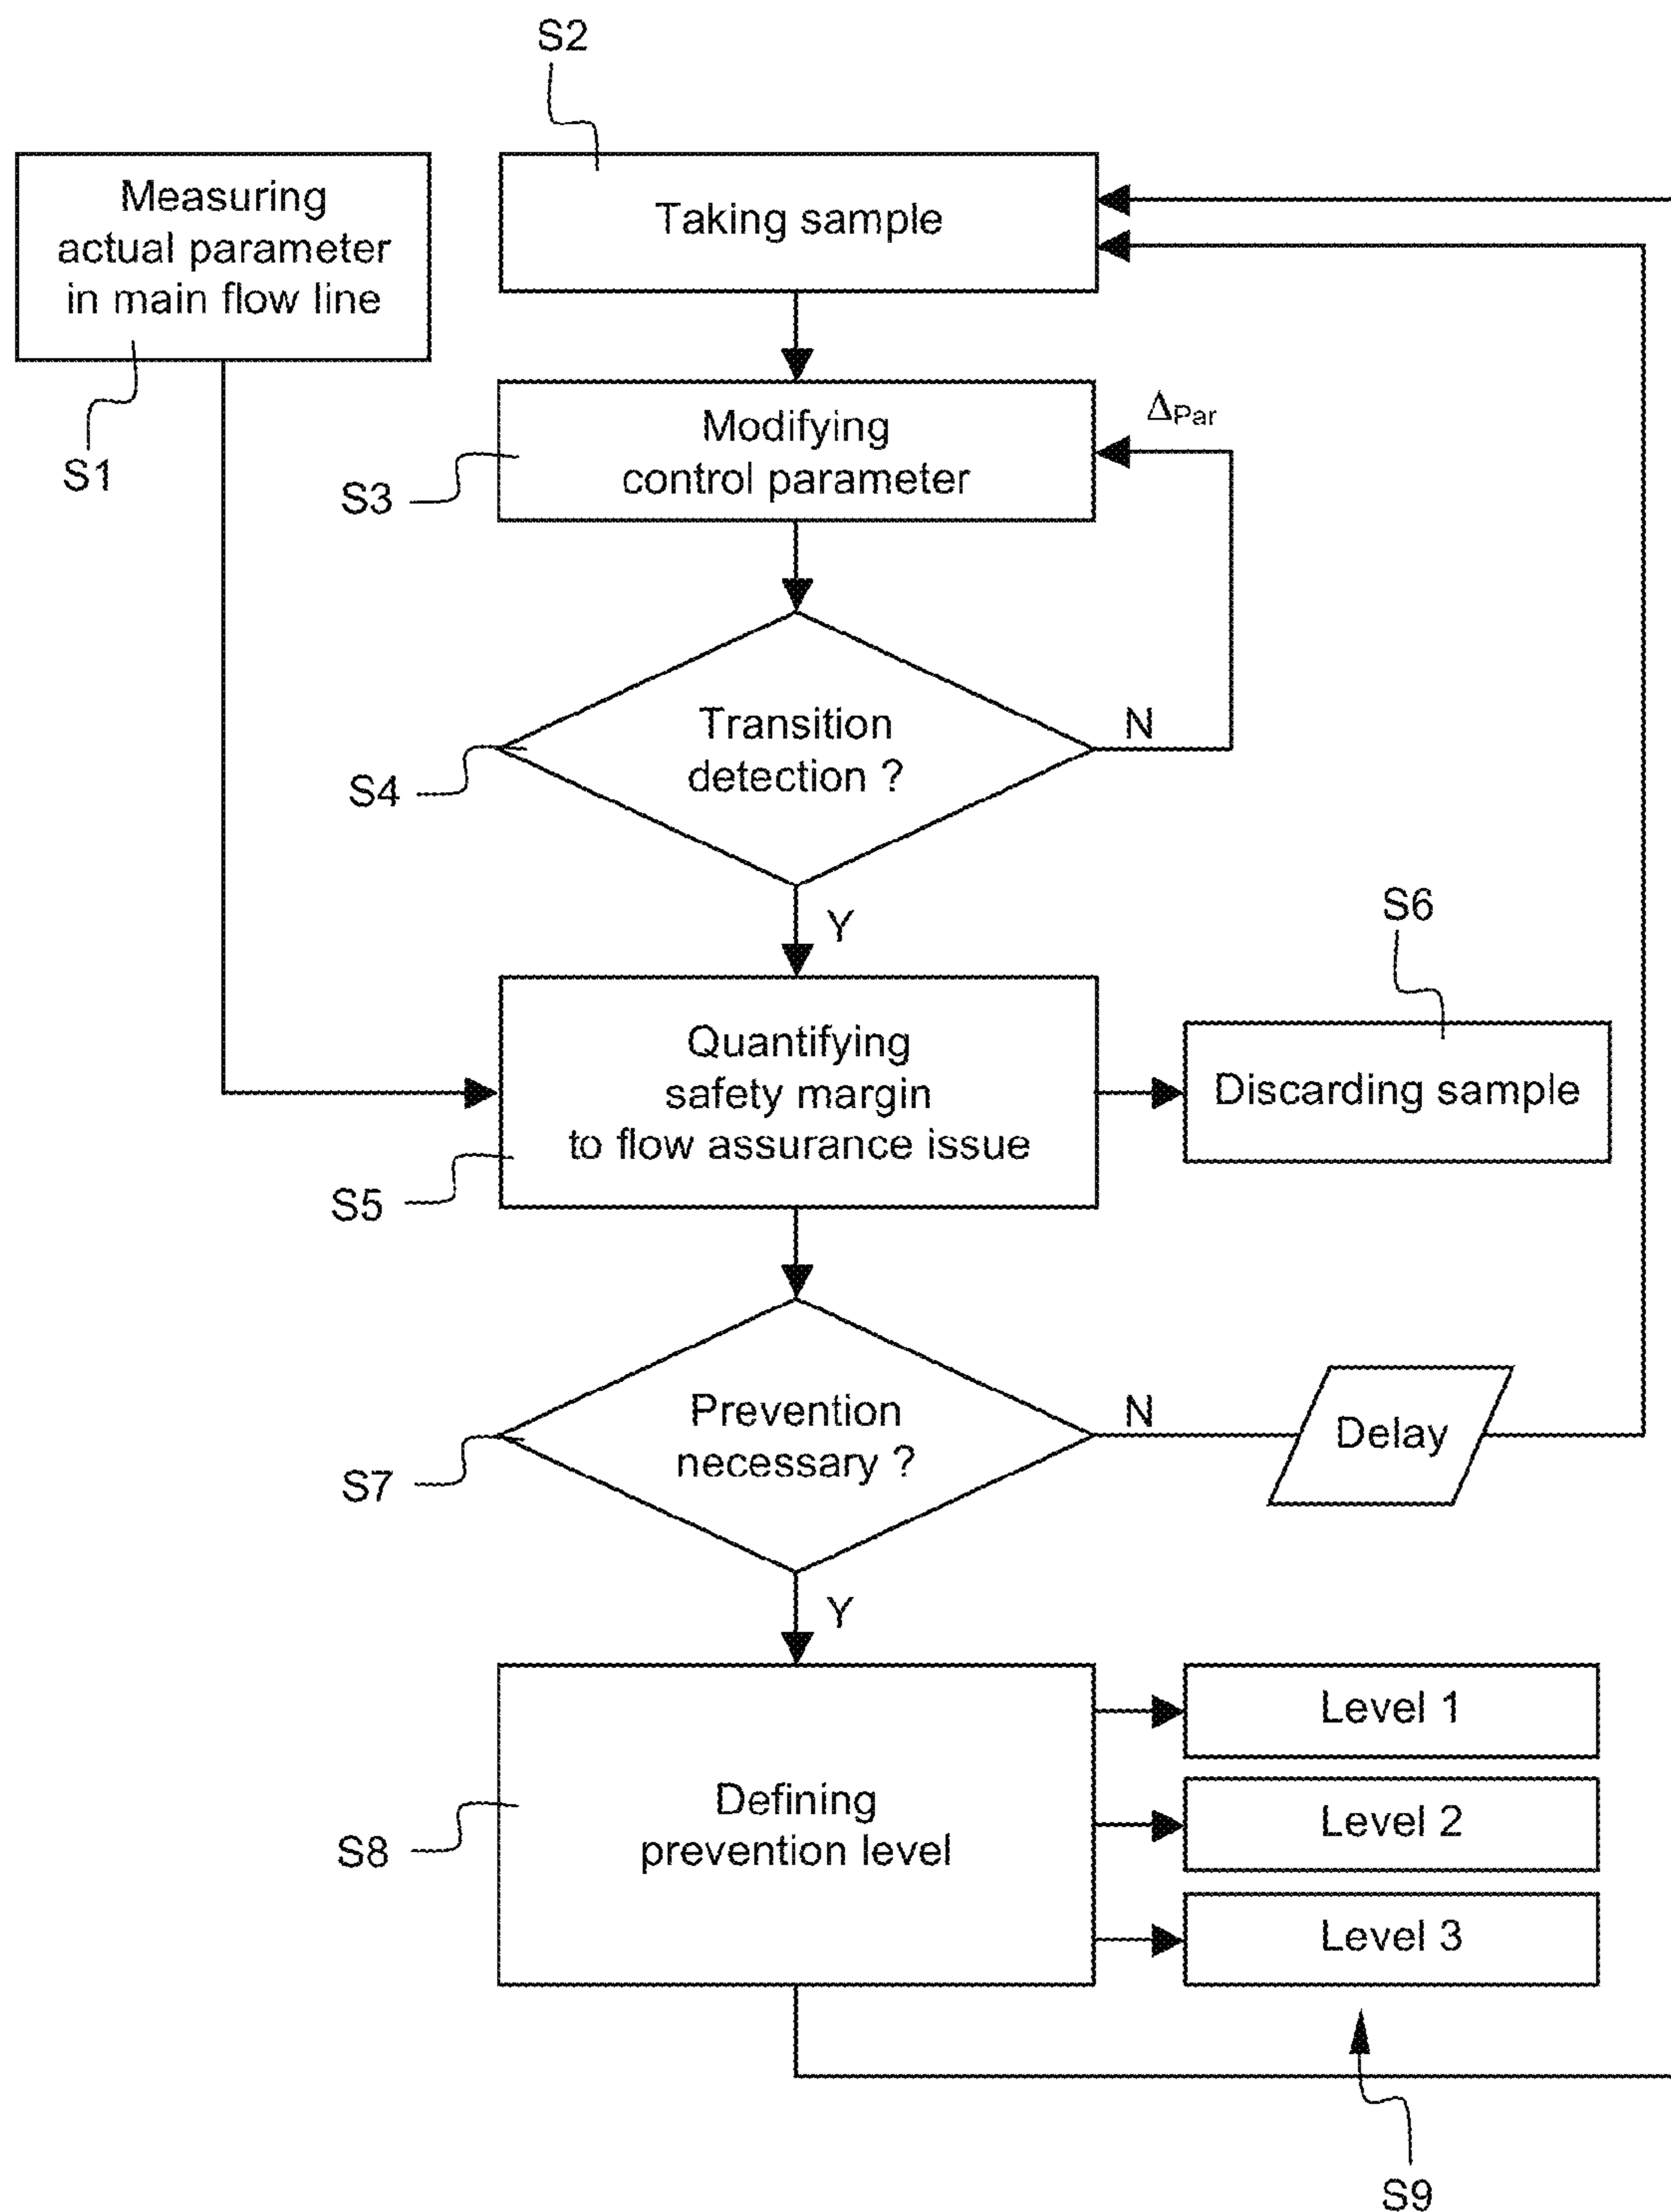 S2
Measuring
actual parameter
in main flow line
S1
Taking sample
Modifying
control parameter
S3
Δ Par
Transition
detection ?
S4
N
Y
Quantifying
safety margin
to flow assurance issue
S5
S6
Discarding sample
Prevention
necessary ?
S7
N
Delay
Y
Defining
prevention level
S8
Level 1
Level 2
Level 3
S9